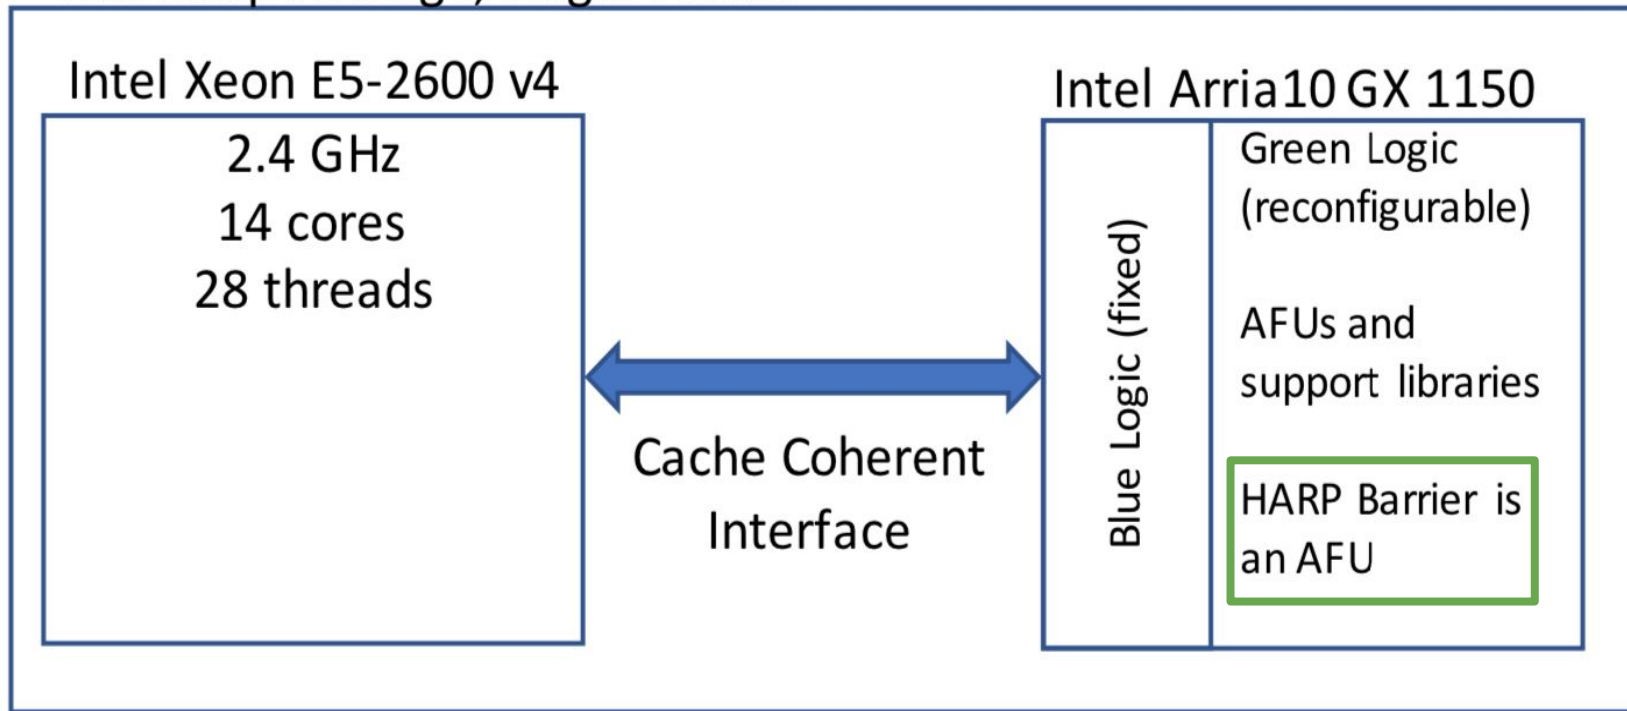 Intel Xeon E5-2600 v4
2.4 GHz
14 cores
28 threads
Cache Coherent
Interface
Intel Arria10 GX 1150
Blue Logic (fixed)
Green Logic
(reconfigurable)
AFUs and
support libraries
HARP Barrier is
an AFU